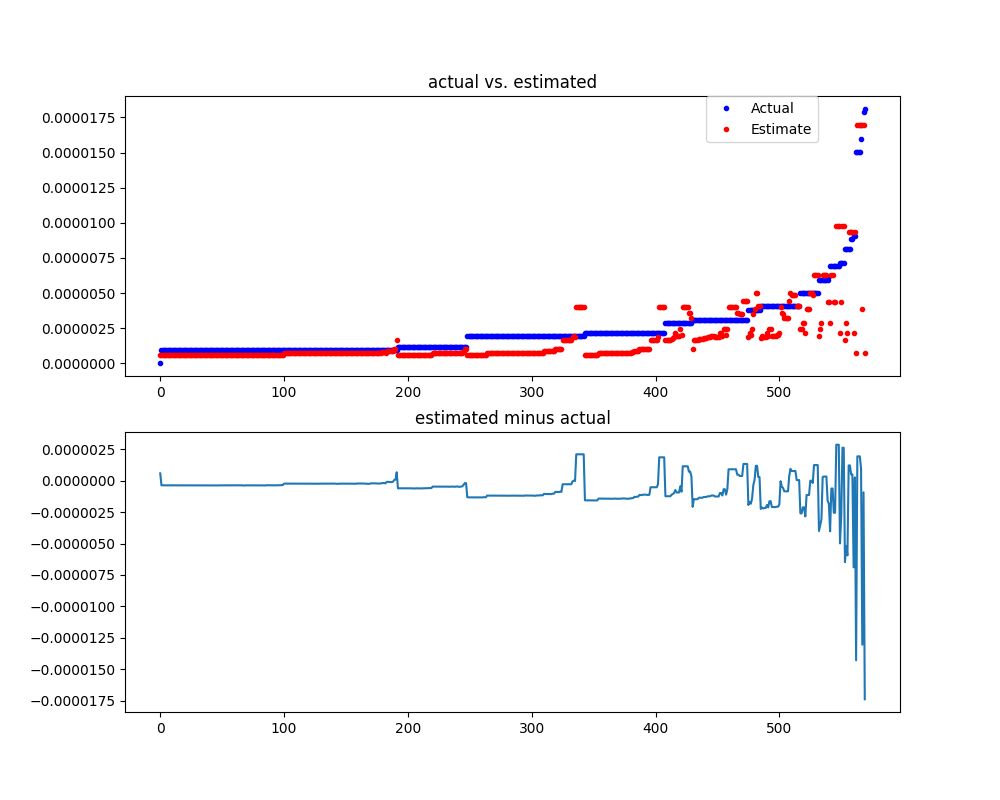 actual vs. estimated
Actual
Estimate
0.0000175
0.0000150
0.0000125
0.0000100
0.0000075
0.0000050
0.0000025
0.0000000
0 100 200 300 400 500
estimated minus actual
0.0000025
0.0000000
−0.0000025
−0.0000050
−0.0000075
−0.0000100
−0.0000125
−0.0000150
−0.0000175
0 100 200 300 400 500